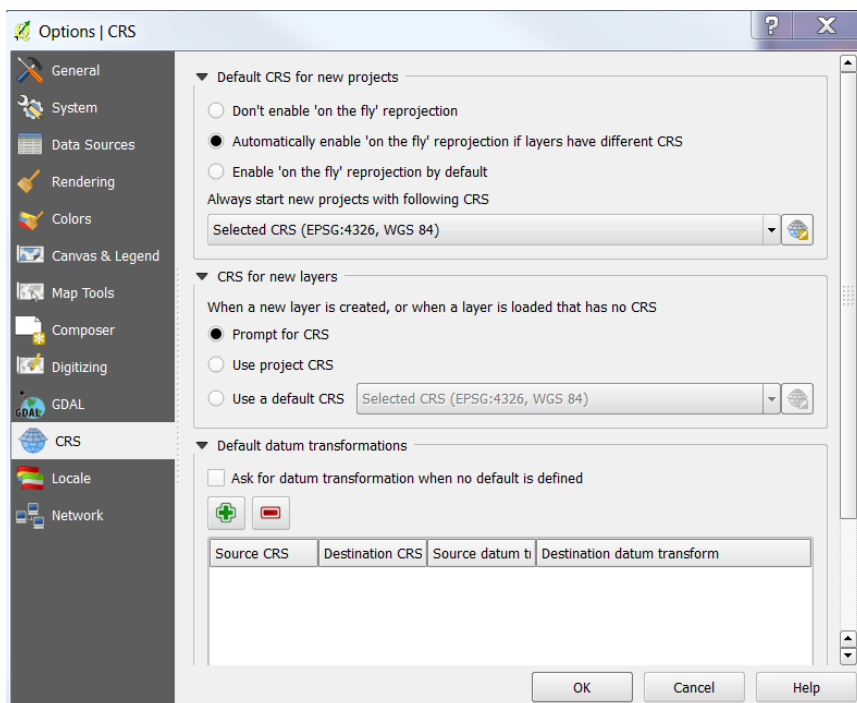 Options | CRS
General
System
Data Sources
Rendering
Colors
Canvas & Legend
Map Tools
Composer
Digitizing
GDAL
GDAL
CRS
Locale
Network
Default CRS for new projects
Don't enable 'on the fly' reprojection
Automatically enable 'on the fly' reprojection if layers have different CRS
Enable 'on the fly' reprojection by default
Always start new projects with following CRS
Selected CRS (EPSG:4326, WGS 84)
CRS for new layers
When a new layer is created, or when a layer is loaded that has no CRS
Prompt for CRS
Use project CRS
Use a default CRS Selected CRS (EPSG:4326, WGS 84)
Default datum transformations
Ask for datum transformation when no default is defined
Source CRS Destination CRS Source datum tr Destination datum transform
OK Cancel Help